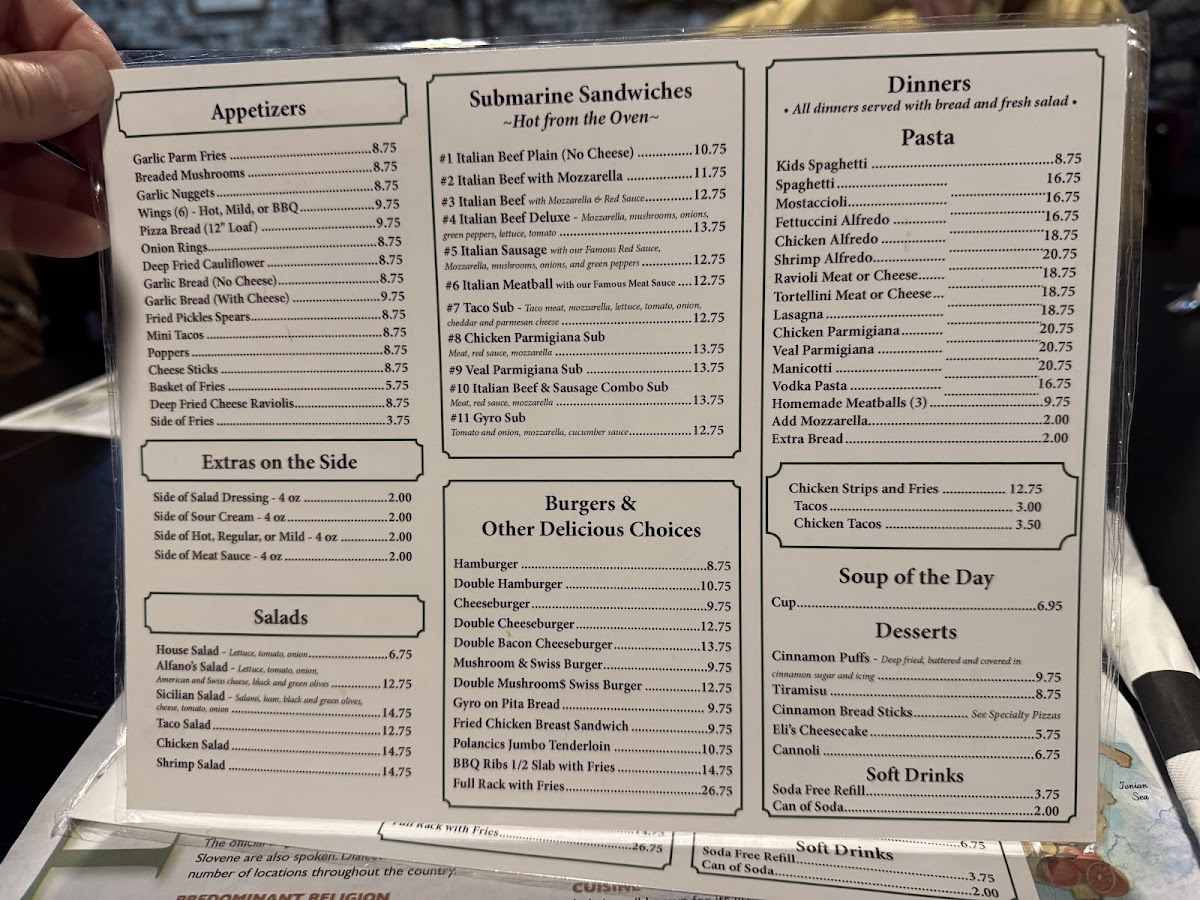 Appetizers
Garlic Parm Fries ..... 8.75
Breaded Mushrooms ..... 8.75
Garlic Nuggets ..... 8.75
Wings (6) - Hot, Mild, or BBQ ..... 9.75
Pizza Bread (12" Loaf) ..... 9.75
Onion Rings ..... 8.75
Deep Fried Cauliflower ..... 8.75
Garlic Bread (No Cheese) ..... 8.75
Garlic Bread (With Cheese) ..... 9.75
Fried Pickles Spears ..... 8.75
Mini Tacos ..... 8.75
Poppers ..... 8.75
Cheese Sticks ..... 8.75
Basket of Fries ..... 5.75
Deep Fried Cheese Raviolis ..... 8.75
Side of Fries ..... 3.75
Extras on the Side
Side of Salad Dressing - 4 oz ..... 2.00
Side of Sour Cream - 4 oz ..... 2.00
Side of Hot, Regular, or Mild - 4 oz ..... 2.00
Side of Meat Sauce - 4 oz ..... 2.00
Salads
House Salad - Lettuce, tomato, onion ..... 6.75
Alfano's Salad - Lettuce, tomato, onion,
American and Swiss cheese, black and green olives ..... 12.75
Sicilian Salad - Salami, ham, black and green olives,
cheese, tomato, onion ..... 14.75
Taco Salad ..... 12.75
Chicken Salad ..... 14.75
Shrimp Salad ..... 14.75
Submarine Sandwiches
~Hot from the Oven~
#1 Italian Beef Plain (No Cheese) ..... 10.75
#2 Italian Beef with Mozzarella ..... 11.75
#3 Italian Beef with Mozzarella & Red Sauce ..... 12.75
#4 Italian Beef Deluxe - Mozzarella, mushrooms, onions,
green peppers, lettuce, tomato ..... 13.75
#5 Italian Sausage with our Famous Red Sauce,
Mozzarella, mushrooms, onions, and green peppers ..... 12.75
#6 Italian Meatball with our Famous Meat Sauce ..... 12.75
#7 Taco Sub - Taco meat, mozzarella, lettuce, tomato, onion,
cheddar and parmesan cheese ..... 12.75
#8 Chicken Parmigiana Sub
Meat, red sauce, mozzarella ..... 13.75
#9 Veal Parmigiana Sub ..... 13.75
#10 Italian Beef & Sausage Combo Sub
Meat, red sauce, mozzarella ..... 13.75
#11 Gyro Sub
Tomato and onion, mozzarella, cucumber sauce ..... 12.75
Burgers &
Other Delicious Choices
Hamburger ..... 8.75
Double Hamburger ..... 10.75
Cheeseburger ..... 9.75
Double Cheeseburger ..... 12.75
Double Bacon Cheeseburger ..... 13.75
Mushroom & Swiss Burger ..... 9.75
Double Mushroom$ Swiss Burger ..... 12.75
Gyro on Pita Bread ..... 9.75
Fried Chicken Breast Sandwich ..... 9.75
Polancics Jumbo Tenderloin ..... 10.75
BBQ Ribs 1/2 Slab with Fries ..... 14.75
Full Rack with Fries ..... 26.75
Dinners
• All dinners served with bread and fresh salad •
Pasta
Kids Spaghetti ..... 8.75
Spaghetti ..... 16.75
Mostaccioli ..... 16.75
Fettuccini Alfredo ..... 16.75
Chicken Alfredo ..... 18.75
Shrimp Alfredo ..... 20.75
Ravioli Meat or Cheese ..... 18.75
Tortellini Meat or Cheese ..... 18.75
Lasagna ..... 18.75
Chicken Parmigiana ..... 20.75
Veal Parmigiana ..... 20.75
Manicotti ..... 20.75
Vodka Pasta ..... 16.75
Homemade Meatballs (3) ..... 9.75
Add Mozzarella ..... 2.00
Extra Bread ..... 2.00
Chicken Strips and Fries ..... 12.75
Tacos ..... 3.00
Chicken Tacos ..... 3.50
Soup of the Day
Cup ..... 6.95
Desserts
Cinnamon Puffs - Deep fried, battered and covered in
cinnamon sugar and icing ..... 9.75
Tiramisu ..... 8.75
Cinnamon Bread Sticks ..... See Specialty Pizzas
Eli's Cheesecake ..... 5.75
Cannoli ..... 6.75
Soft Drinks
Soda Free Refill ..... 3.75
Can of Soda ..... 2.00
Ionian
Sea
Full Rack with Fries ..... 26.75
6.75
Soft Drinks
Soda Free Refill ..... 3.75
Can of Soda ..... 2.00
The official
Slovene are also spoken.
number of locations throughout the country.
PREDOMINANT RELIGION
CUISINE